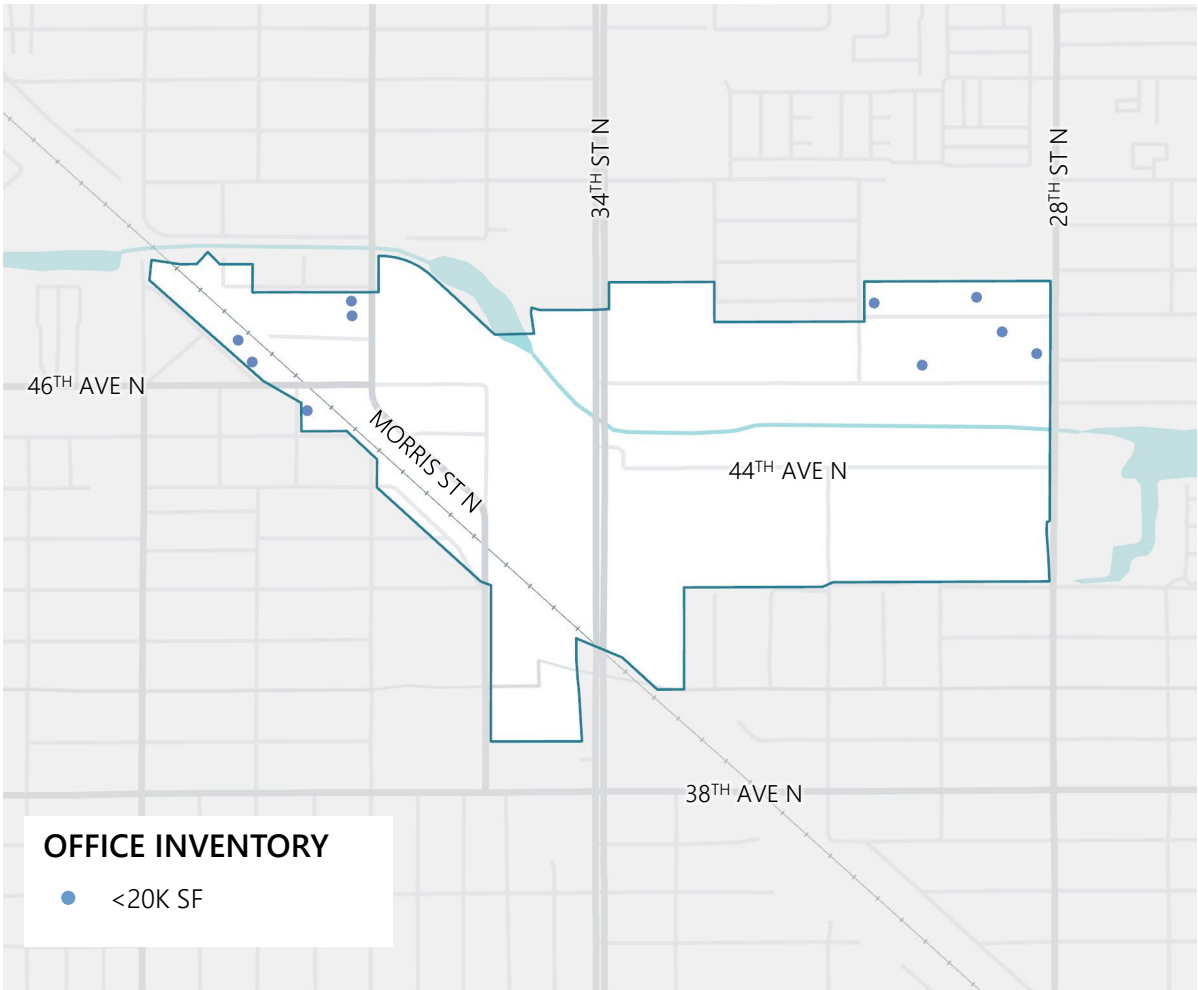 34TH ST N
28TH ST N
46TH AVE N
MORRIS ST N
44TH AVE N
38TH AVE N
OFFICE INVENTORY
<20K SF